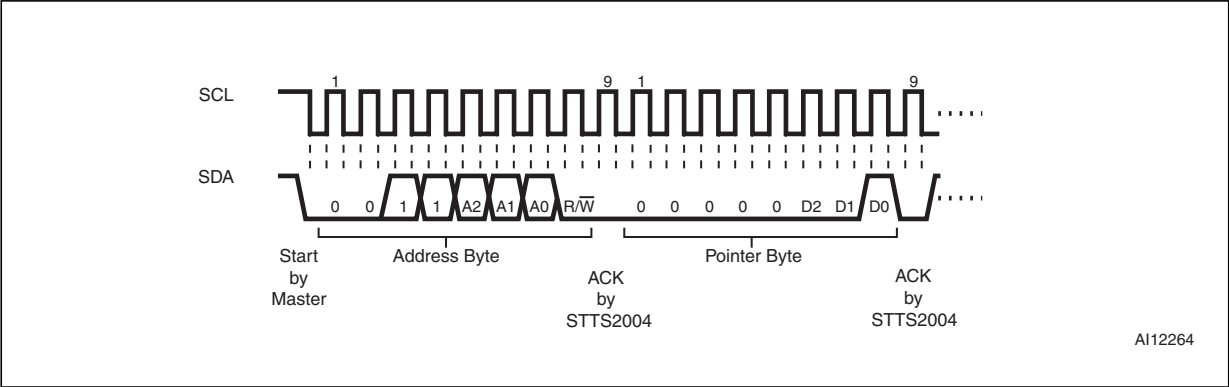 1 9 1 9
SCL
SDA
0 0 1 1 A2 A1 A0 R/W̅ 0 0 0 0 0 D2 D1 D0
Start
by
Master
Address Byte
ACK
by
STTS2004
Pointer Byte
ACK
by
STTS2004
AI12264